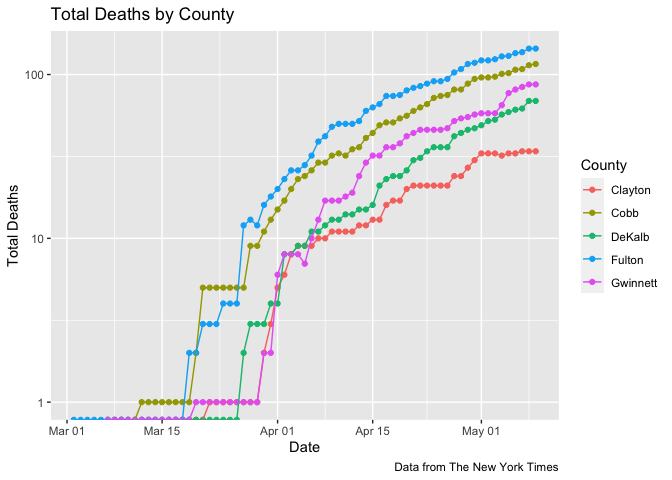 Total Deaths by County
Total Deaths
100
10
1
Mar 01
Mar 15
Apr 01
Apr 15
May 01
Date
County
Clayton
Cobb
DeKalb
Fulton
Gwinnett
Data from The New York Times